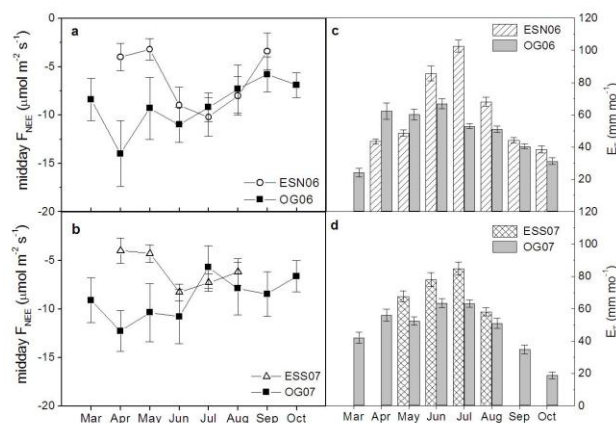 a
0
-5
-10
-15
-20
midday F_NEE (μmol m⁻² s⁻¹)
ESN06
OG06
b
-5
-10
-15
-20
midday F_NEE (μmol m⁻² s⁻¹)
ESS07
OG07
Mar Apr May Jun Jul Aug Sep Oct
c
ESN06
OG06
120
100
80
60
40
20
E_T (mm mo⁻¹)
d
ESS07
OG07
120
100
80
60
40
20
0
E_T (mm mo⁻¹)
Mar Apr May Jun Jul Aug Sep Oct